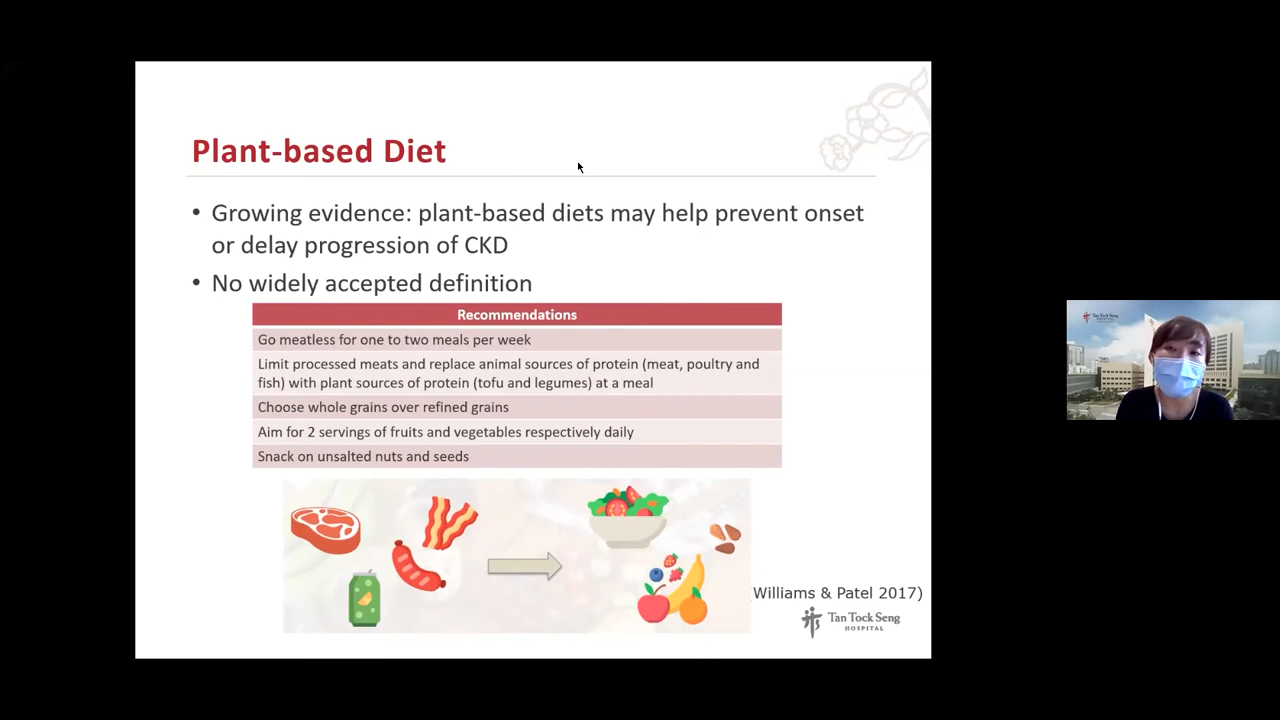 Plant-based Diet
• Growing evidence: plant-based diets may help prevent onset
or delay progression of CKD
• No widely accepted definition
Recommendations
Go meatless for one to two meals per week
Limit processed meats and replace animal sources of protein (meat, poultry and
fish) with plant sources of protein (tofu and legumes) at a meal
Choose whole grains over refined grains
Aim for 2 servings of fruits and vegetables respectively daily
Snack on unsalted nuts and seeds
Williams & Patel 2017)
Tan Tock Seng
HOSPITAL
Tan Tock Seng